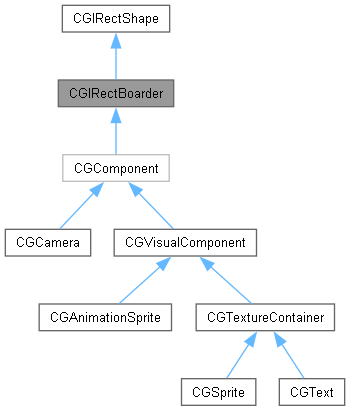 CGIRectShape
CGIRectBoarder
CGComponent
CGCamera
CGVisualComponent
CGAnimationSprite
CGTextureContainer
CGSprite
CGText